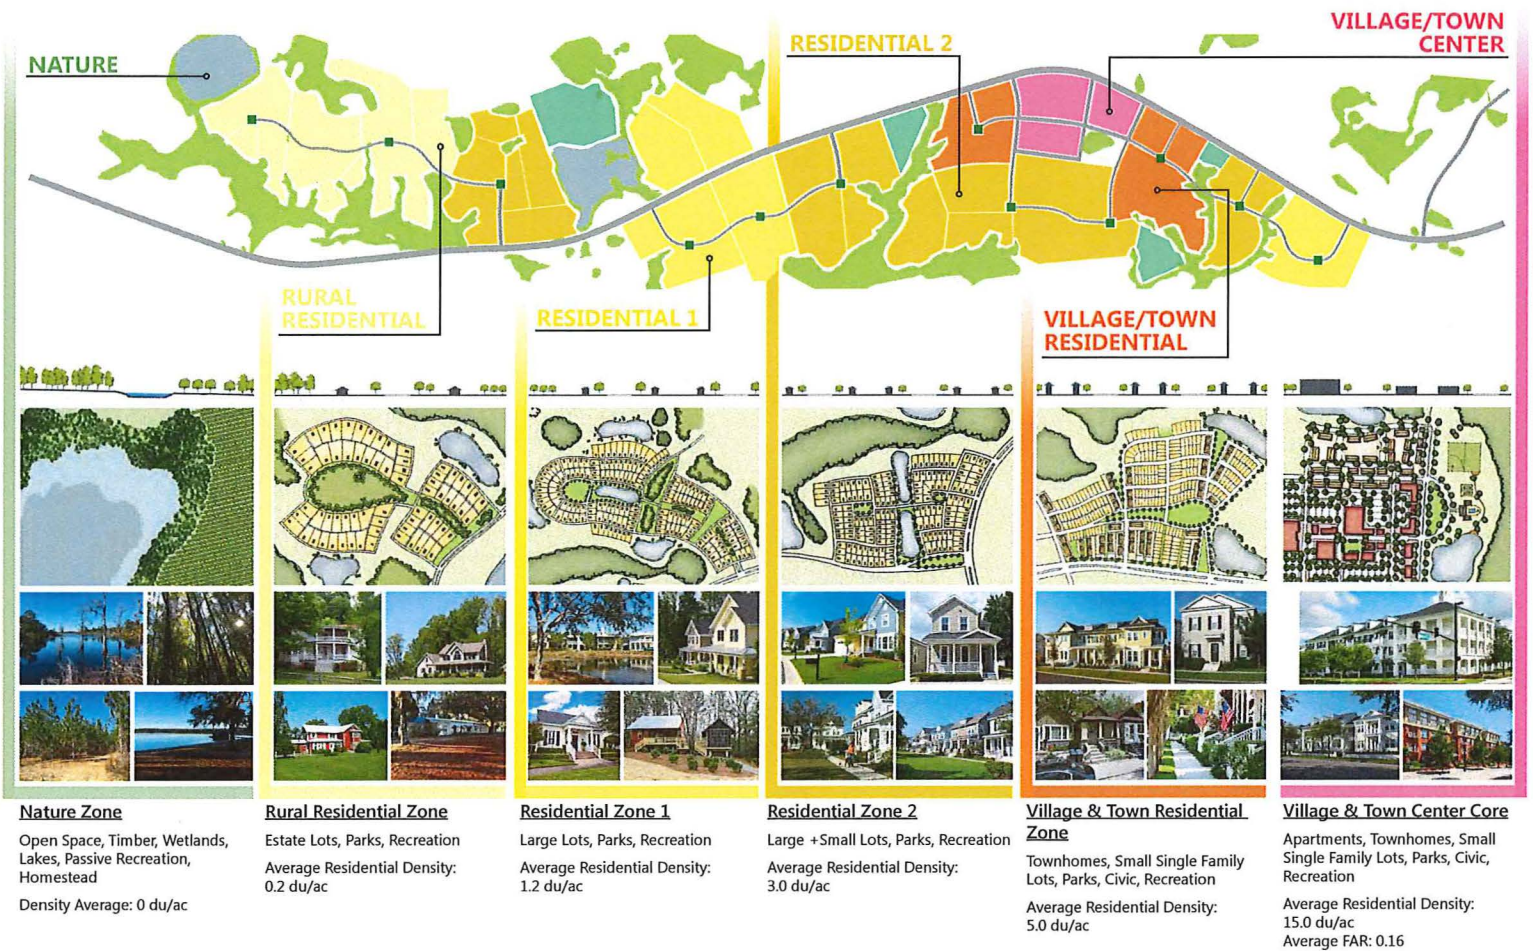 NATURE
RESIDENTIAL 2
VILLAGE/TOWN
CENTER
RURAL
RESIDENTIAL
RESIDENTIAL 1
VILLAGE/TOWN
RESIDENTIAL
Nature Zone
Open Space, Timber, Wetlands,
Lakes, Passive Recreation,
Homestead
Density Average: 0 du/ac
Rural Residential Zone
Estate Lots, Parks, Recreation
Average Residential Density:
0.2 du/ac
Residential Zone 1
Large Lots, Parks, Recreation
Average Residential Density:
1.2 du/ac
Residential Zone 2
Large +Small Lots, Parks, Recreation
Average Residential Density:
3.0 du/ac
Village & Town Residential
Zone
Townhomes, Small Single Family
Lots, Parks, Civic, Recreation
Average Residential Density:
5.0 du/ac
Village & Town Center Core
Apartments, Townhomes, Small
Single Family Lots, Parks, Civic,
Recreation
Average Residential Density:
15.0 du/ac
Average FAR: 0.16